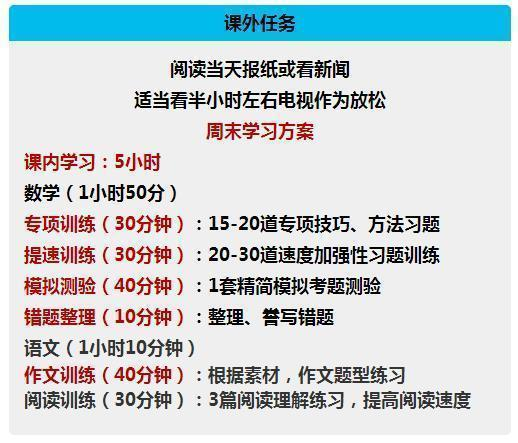 课外任务
阅读当天报纸或看新闻
适当看半小时左右电视作为放松
周末学习方案
课内学习：5小时
数学（1小时50分）
专项训练（30分钟）：15-20道专项技巧、方法习题
提速训练（30分钟）：20-30道速度加强性习题训练
模拟测验（40分钟）：1套精简模拟考题测验
错题整理（10分钟）：整理、誊写错题
语文（1小时10分钟）
作文训练（40分钟）：根据素材，作文题型练习
阅读训练（30分钟）：3篇阅读理解练习，提高阅读速度